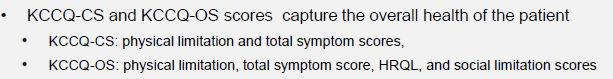 • KCCQ-CS and KCCQ-OS scores capture the overall health of the patient
• KCCQ-CS: physical limitation and total symptom scores,
• KCCQ-OS: physical limitation, total symptom score, HRQL, and social limitation scores